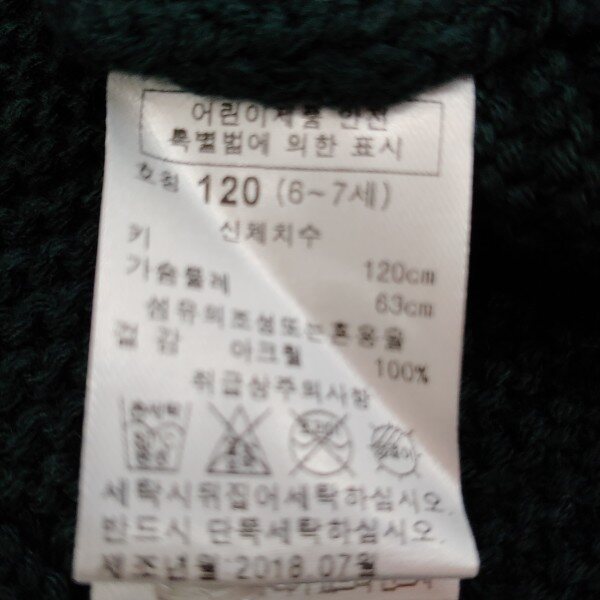 어린이제품 안전
특별법에 의한 표시
호칭 120 (6~7세)
신체치수
키 120cm
가슴둘레 63cm
섬유의조성또는혼용율
겉감 아크릴 100%
취급상주의사항
세탁시뒤집어세탁하십시오.
반드시 단독세탁하십시오.
제조년월 2018.07월